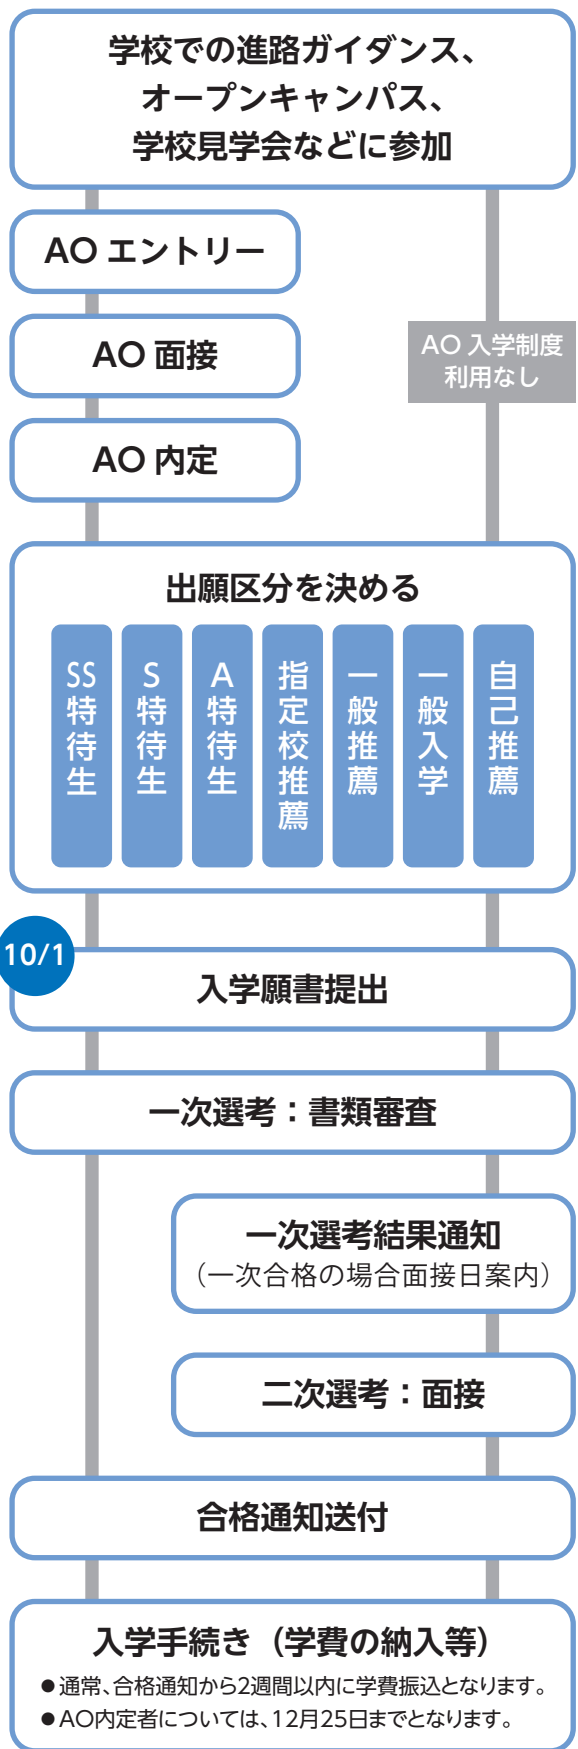 学校での進路ガイダンス、
オープンキャンパス、
学校見学会などに参加
AO エントリー
AO 面接
AO 入学制度
利用なし
AO 内定
出願区分を決める
SS特待生
S特待生
A特待生
指定校推薦
一般推薦
一般入学
自己推薦
10/1
入学願書提出
一次選考：書類審査
一次選考結果通知
（一次合格の場合面接日案内）
二次選考：面接
合格通知送付
入学手続き（学費の納入等）
●通常、合格通知から2週間以内に学費振込となります。
●AO内定者については、12月25日までとなります。